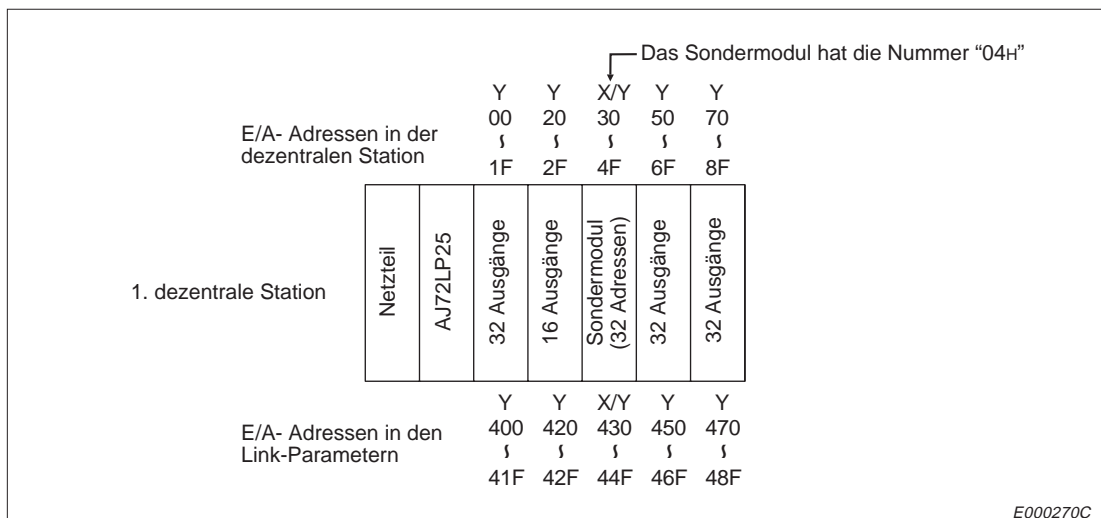 Das Sondermodul hat die Nummer “04H”
Y Y X/Y Y Y
00 20 30 50 70
E/A- Adressen in der
dezentralen Station
~ ~ ~ ~ ~
1F 2F 4F 6F 8F
1. dezentrale Station
Netzteil
AJ72LP25
32 Ausgänge
16 Ausgänge
Sondermodul
(32 Adressen)
32 Ausgänge
32 Ausgänge
Y Y X/Y Y Y
400 420 430 450 470
E/A- Adressen in den
Link-Parametern
~ ~ ~ ~ ~
41F 42F 44F 46F 48F
E000270C